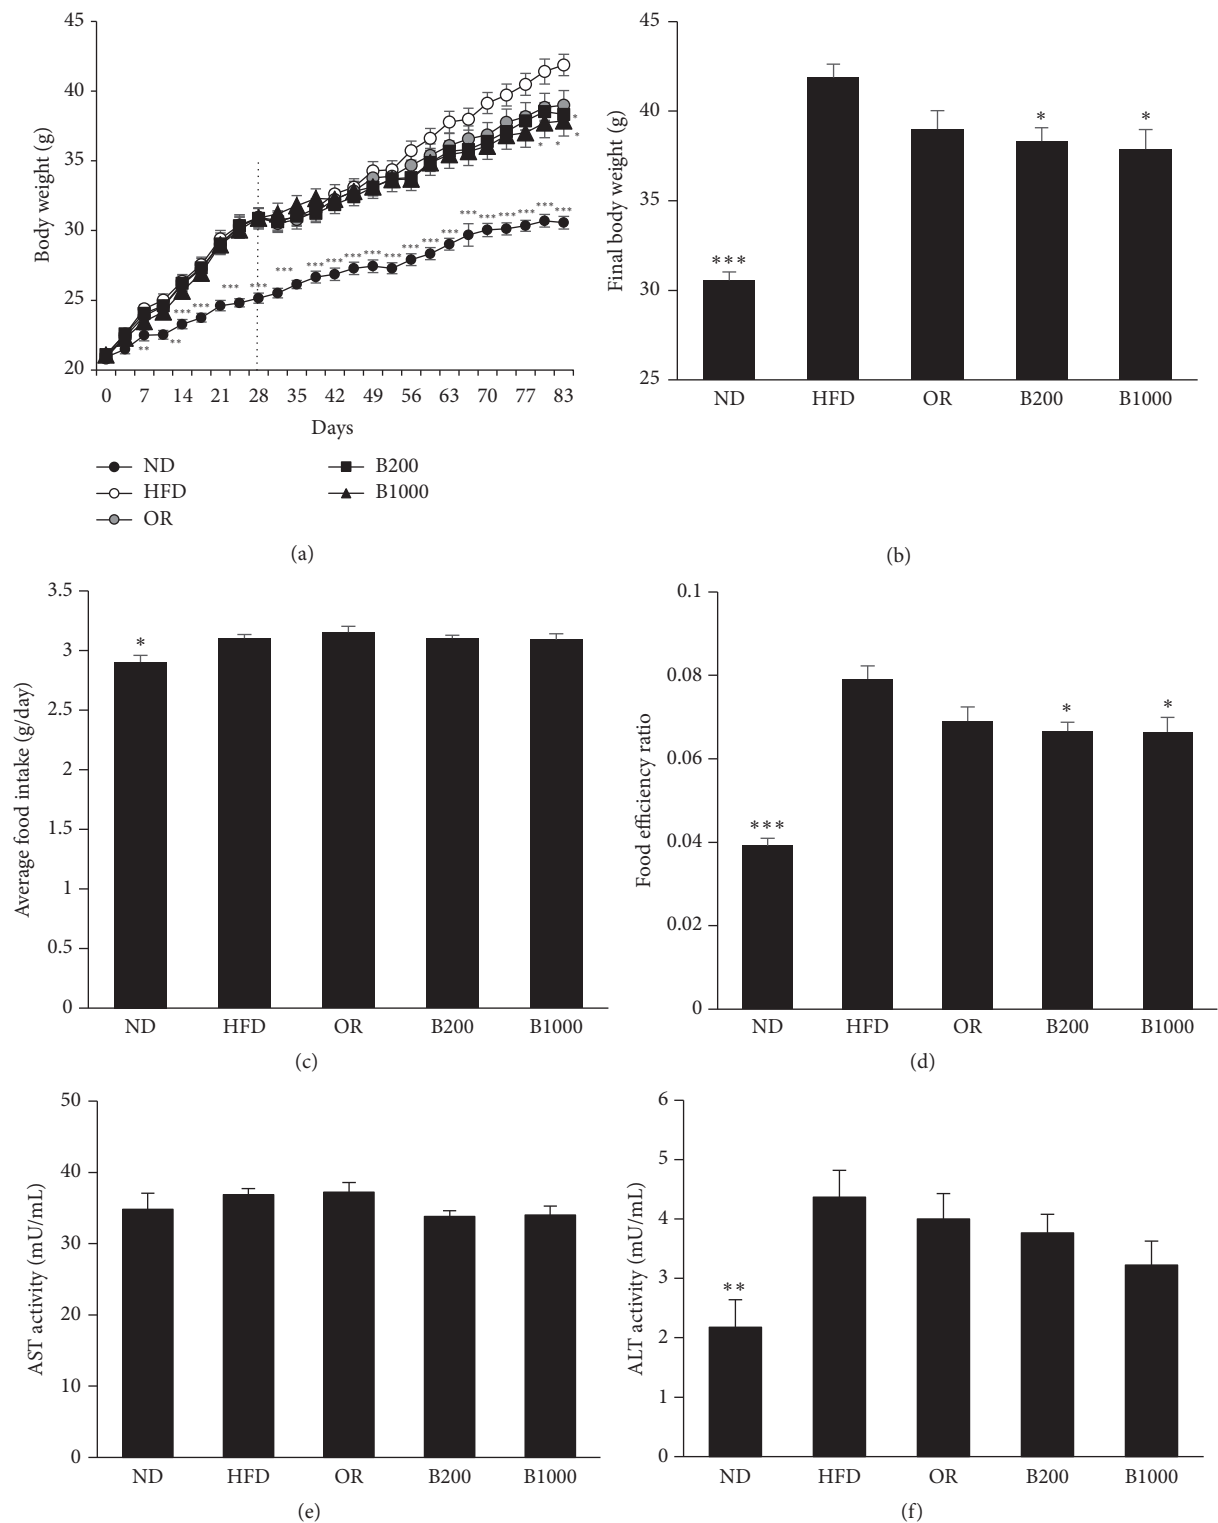 Body weight (g)
45
40
35
30
25
20
*
*
* *
*** *** *** *** *** ***
*** *** *** *** *** *** *** *** ***
*** *** *** *** ***
** **
0 7 14 21 28 35 42 49 56 63 70 77 83
Days
ND
HFD
OR
B200
B1000
(a)
Final body weight (g)
45
40
35
30
25
***
*
*
ND HFD OR B200 B1000
(b)
Average food intake (g/day)
3.5
3
2.5
2
1.5
1
0.5
0
*
ND HFD OR B200 B1000
(c)
Food efficiency ratio
0.1
0.08
0.06
0.04
0.02
0
***
*
*
ND HFD OR B200 B1000
(d)
AST activity (mU/mL)
50
40
30
20
10
0
ND HFD OR B200 B1000
(e)
ALT activity (mU/mL)
6
5
4
3
2
1
0
**
ND HFD OR B200 B1000
(f)